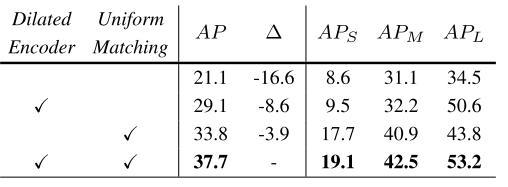 Dilated Encoder Uniform Matching AP Δ AP_S AP_M AP_L
21.1 -16.6 8.6 31.1 34.5
✓ 29.1 -8.6 9.5 32.2 50.6
✓ 33.8 -3.9 17.7 40.9 43.8
✓ ✓ 37.7 - 19.1 42.5 53.2